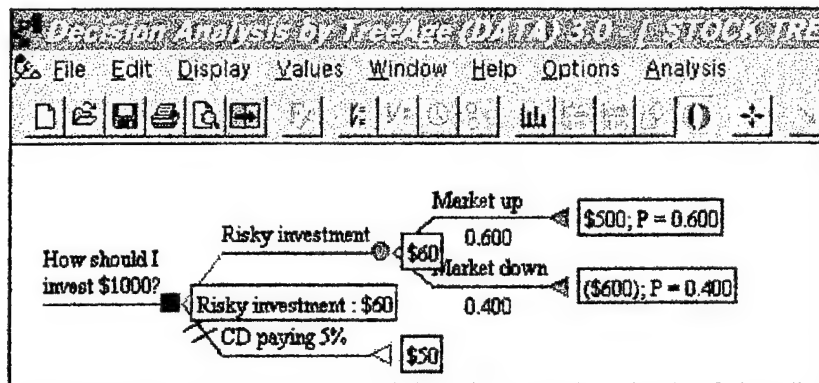 Decision Analysis by TreeAge (DATA) 3.0 - [ STOCK TRE
File Edit Display Values Window Help Options Analysis
How should I
invest $1000?
Risky investment
$60
Market up
0.600
$500; P = 0.600
Market down
0.400
($600); P = 0.400
Risky investment : $60
CD paying 5%
$50